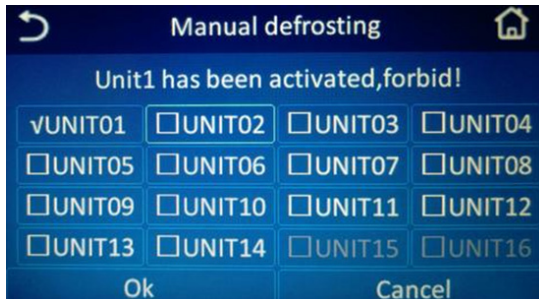 Manual defrosting
Unit1 has been activated,forbid!
√UNIT01 ☐UNIT02 ☐UNIT03 ☐UNIT04
☐UNIT05 ☐UNIT06 ☐UNIT07 ☐UNIT08
☐UNIT09 ☐UNIT10 ☐UNIT11 ☐UNIT12
☐UNIT13 ☐UNIT14 ☐UNIT15 ☐UNIT16
Ok Cancel